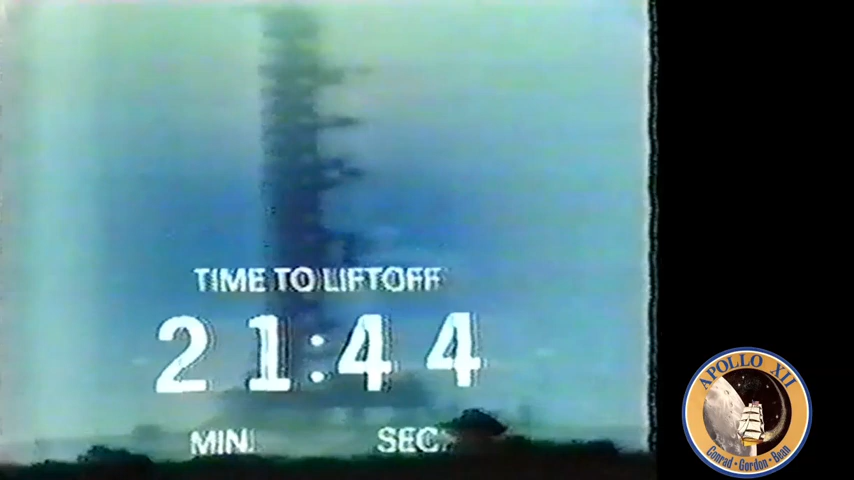 TIME TO LIFTOFF
21:44
MIN. SEC.
APOLLO XII
Conrad · Gordon · Bean